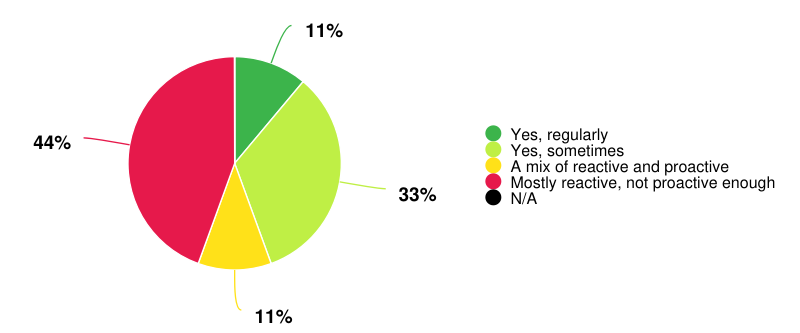 11%
44%
33%
11%
Yes, regularly
Yes, sometimes
A mix of reactive and proactive
Mostly reactive, not proactive enough
N/A